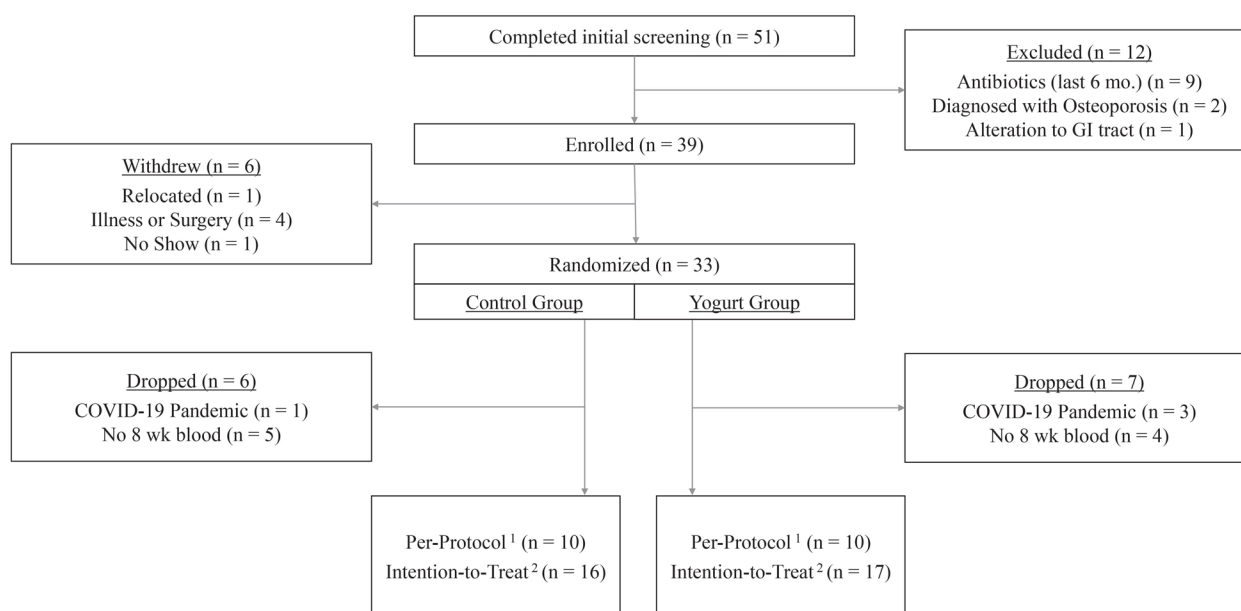 Completed initial screening (n = 51)
Excluded (n = 12)
Antibiotics (last 6 mo.) (n = 9)
Diagnosed with Osteoporosis (n = 2)
Alteration to GI tract (n = 1)
Enrolled (n = 39)
Withdrew (n = 6)
Relocated (n = 1)
Illness or Surgery (n = 4)
No Show (n = 1)
Randomized (n = 33)
Control Group
Yogurt Group
Dropped (n = 6)
COVID-19 Pandemic (n = 1)
No 8 wk blood (n = 5)
Dropped (n = 7)
COVID-19 Pandemic (n = 3)
No 8 wk blood (n = 4)
Per-Protocol ¹ (n = 10)
Intention-to-Treat ² (n = 16)
Per-Protocol ¹ (n = 10)
Intention-to-Treat ² (n = 17)